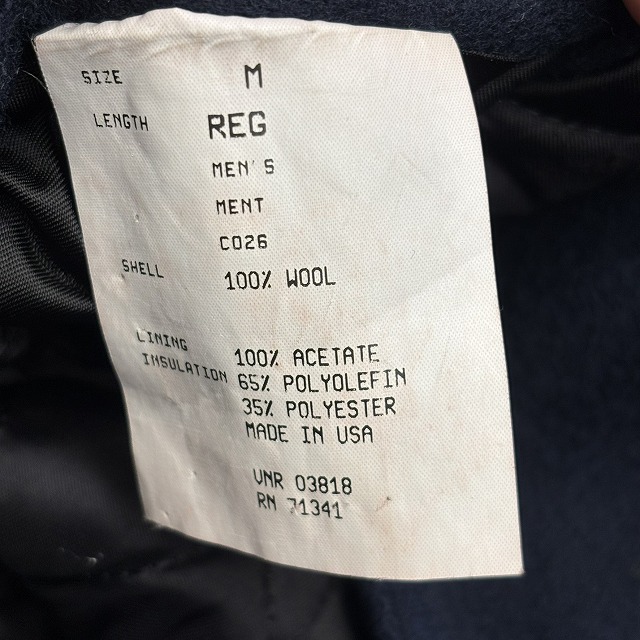 SIZE M
LENGTH REG
MEN'S
MENT
C026
SHELL 100% WOOL
LINING 100% ACETATE
INSULATION 65% POLYOLEFIN
35% POLYESTER
MADE IN USA
VNR 03818
RN 71341